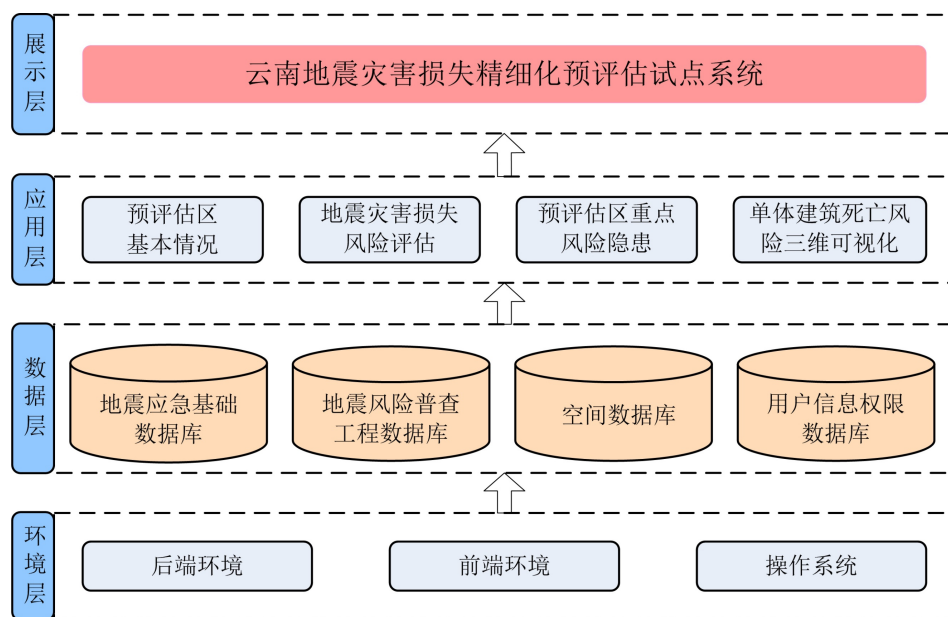 展示层
云南地震灾害损失精细化预评估试点系统
应用层
预评估区
基本情况
地震灾害损失
风险评估
预评估区重点
风险隐患
单体建筑死亡风
险三维可视化
数据层
地震应急基础
数据库
地震风险普查
工程数据库
空间数据库
用户信息权限
数据库
环境层
后端环境
前端环境
操作系统